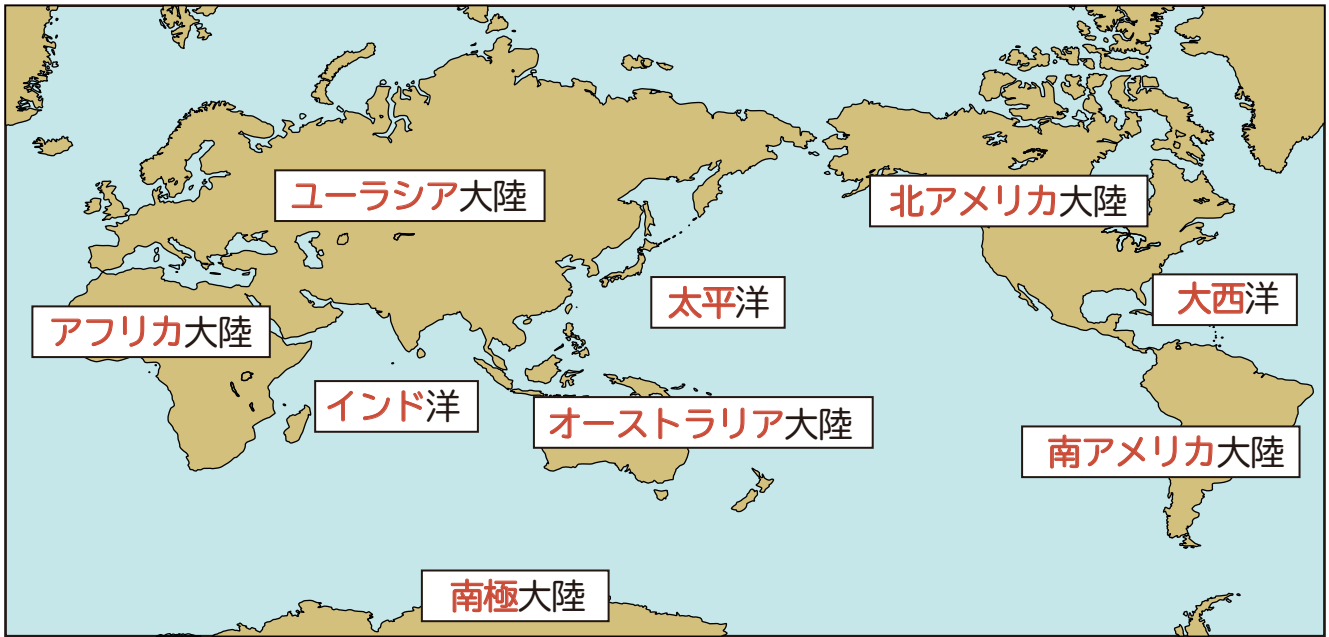 ユーラシア大陸
北アメリカ大陸
太平洋
大西洋
アフリカ大陸
インド洋
オーストラリア大陸
南アメリカ大陸
南極大陸